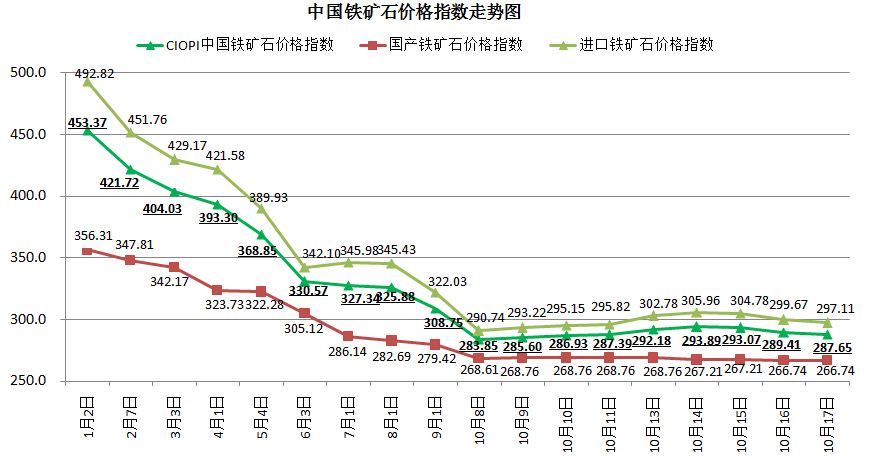 中国铁矿石价格指数走势图
CIOPI中国铁矿石价格指数 国产铁矿石价格指数 进口铁矿石价格指数
500.0
450.0
400.0
350.0
300.0
250.0
492.82 451.76 429.17 421.58 389.93 342.10 345.98 345.43 322.03 290.74 293.22 295.15 295.82 302.78 305.96 304.78 299.67 297.11
453.37 421.72 404.03 393.30 368.85 330.57 327.34 325.88 308.75 283.85 285.60 286.93 287.39 292.18 293.89 293.07 289.41 287.65
356.31 347.81 342.17 323.73 322.28 305.12 286.14 282.69 279.42 268.61 268.76 268.76 268.76 268.76 267.21 267.21 266.74 266.74
1月2日 2月7日 3月3日 4月1日 5月4日 6月3日 7月1日 8月1日 9月1日 10月8日 10月9日 10月10日 10月11日 10月13日 10月14日 10月15日 10月16日 10月17日